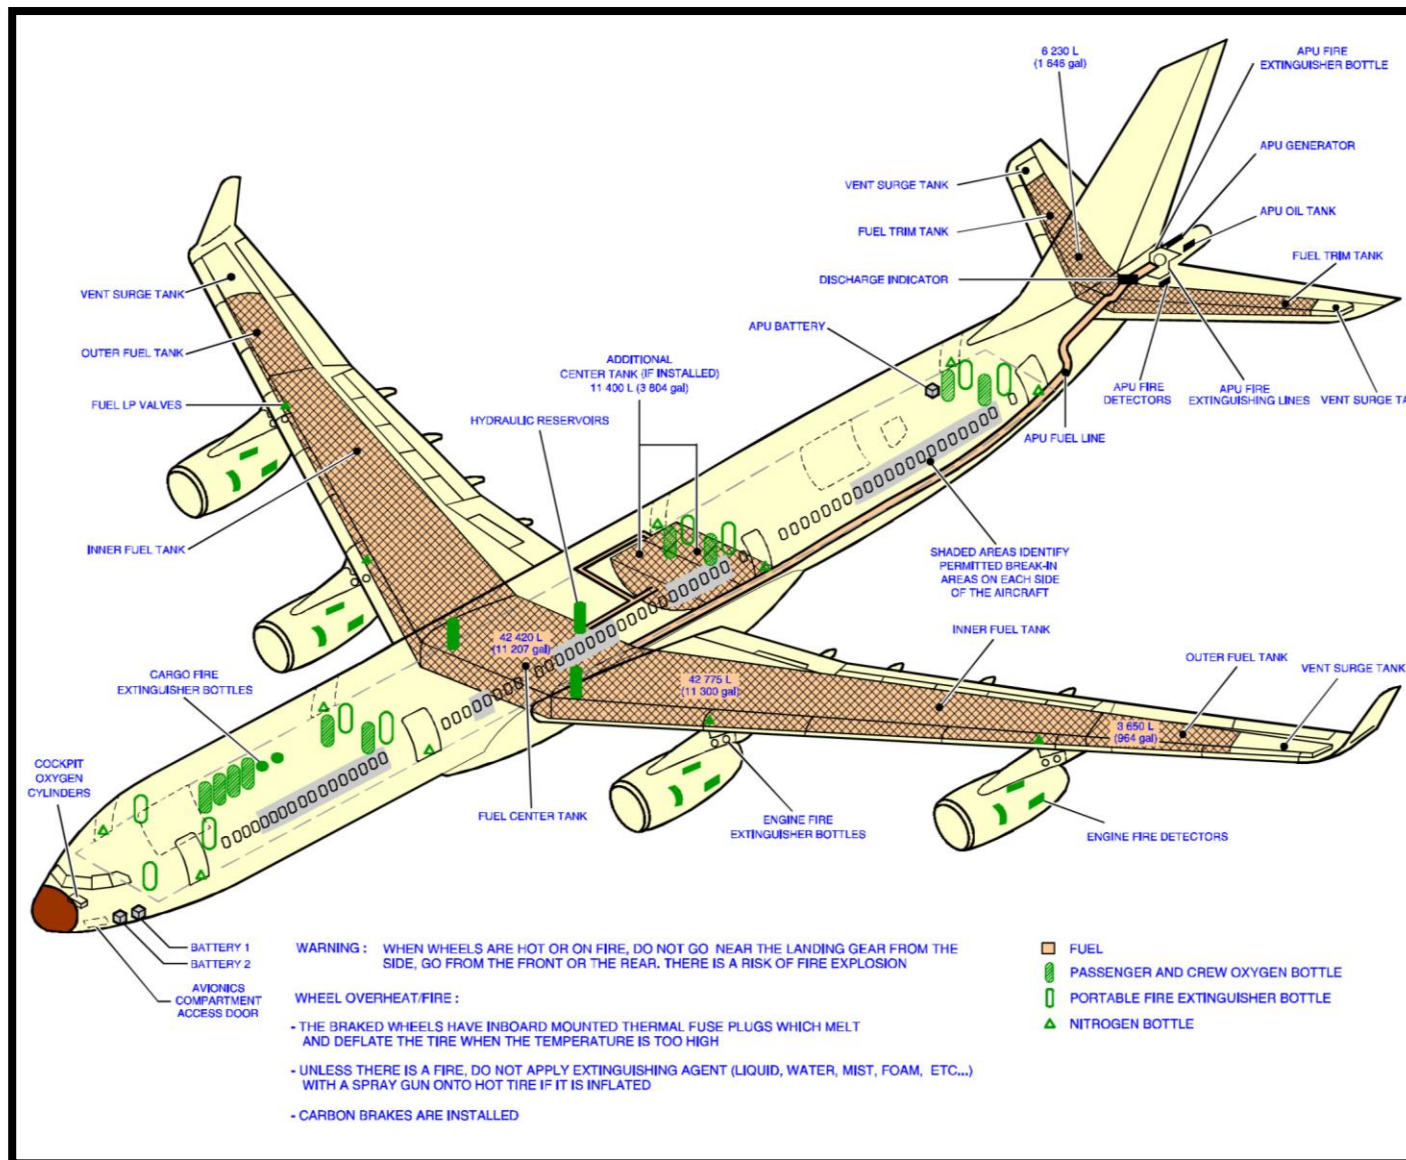 6 230 L
(1 646 gal)
APU FIRE
EXTINGUISHER BOTTLE
APU GENERATOR
VENT SURGE TANK
APU OIL TANK
FUEL TRIM TANK
FUEL TRIM TANK
DISCHARGE INDICATOR
VENT SURGE TANK
APU BATTERY
OUTER FUEL TANK
ADDITIONAL
CENTER TANK (IF INSTALLED)
11 400 L (3 804 gal)
APU FIRE
DETECTORS
APU FIRE
EXTINGUISHING LINES
VENT SURGE TA
FUEL LP VALVES
HYDRAULIC RESERVOIRS
APU FUEL LINE
INNER FUEL TANK
SHADED AREAS IDENTIFY
PERMITTED BREAK-IN
AREAS ON EACH SIDE
OF THE AIRCRAFT
42 420 L
(11 207 gal)
INNER FUEL TANK
OUTER FUEL TANK
VENT SURGE TANK
CARGO FIRE
EXTINGUISHER BOTTLES
42 775 L
(11 300 gal)
3 650 L
(964 gal)
COCKPIT
OXYGEN
CYLINDERS
FUEL CENTER TANK
ENGINE FIRE
EXTINGUISHER BOTTLES
ENGINE FIRE DETECTORS
BATTERY 1
BATTERY 2
AVIONICS
COMPARTMENT
ACCESS DOOR
WARNING : WHEN WHEELS ARE HOT OR ON FIRE, DO NOT GO NEAR THE LANDING GEAR FROM THE
SIDE, GO FROM THE FRONT OR THE REAR. THERE IS A RISK OF FIRE EXPLOSION
WHEEL OVERHEAT/FIRE :
- THE BRAKED WHEELS HAVE INBOARD MOUNTED THERMAL FUSE PLUGS WHICH MELT
AND DEFLATE THE TIRE WHEN THE TEMPERATURE IS TOO HIGH
- UNLESS THERE IS A FIRE, DO NOT APPLY EXTINGUISHING AGENT (LIQUID, WATER, MIST, FOAM, ETC...)
WITH A SPRAY GUN ONTO HOT TIRE IF IT IS INFLATED
- CARBON BRAKES ARE INSTALLED
FUEL
PASSENGER AND CREW OXYGEN BOTTLE
PORTABLE FIRE EXTINGUISHER BOTTLE
NITROGEN BOTTLE